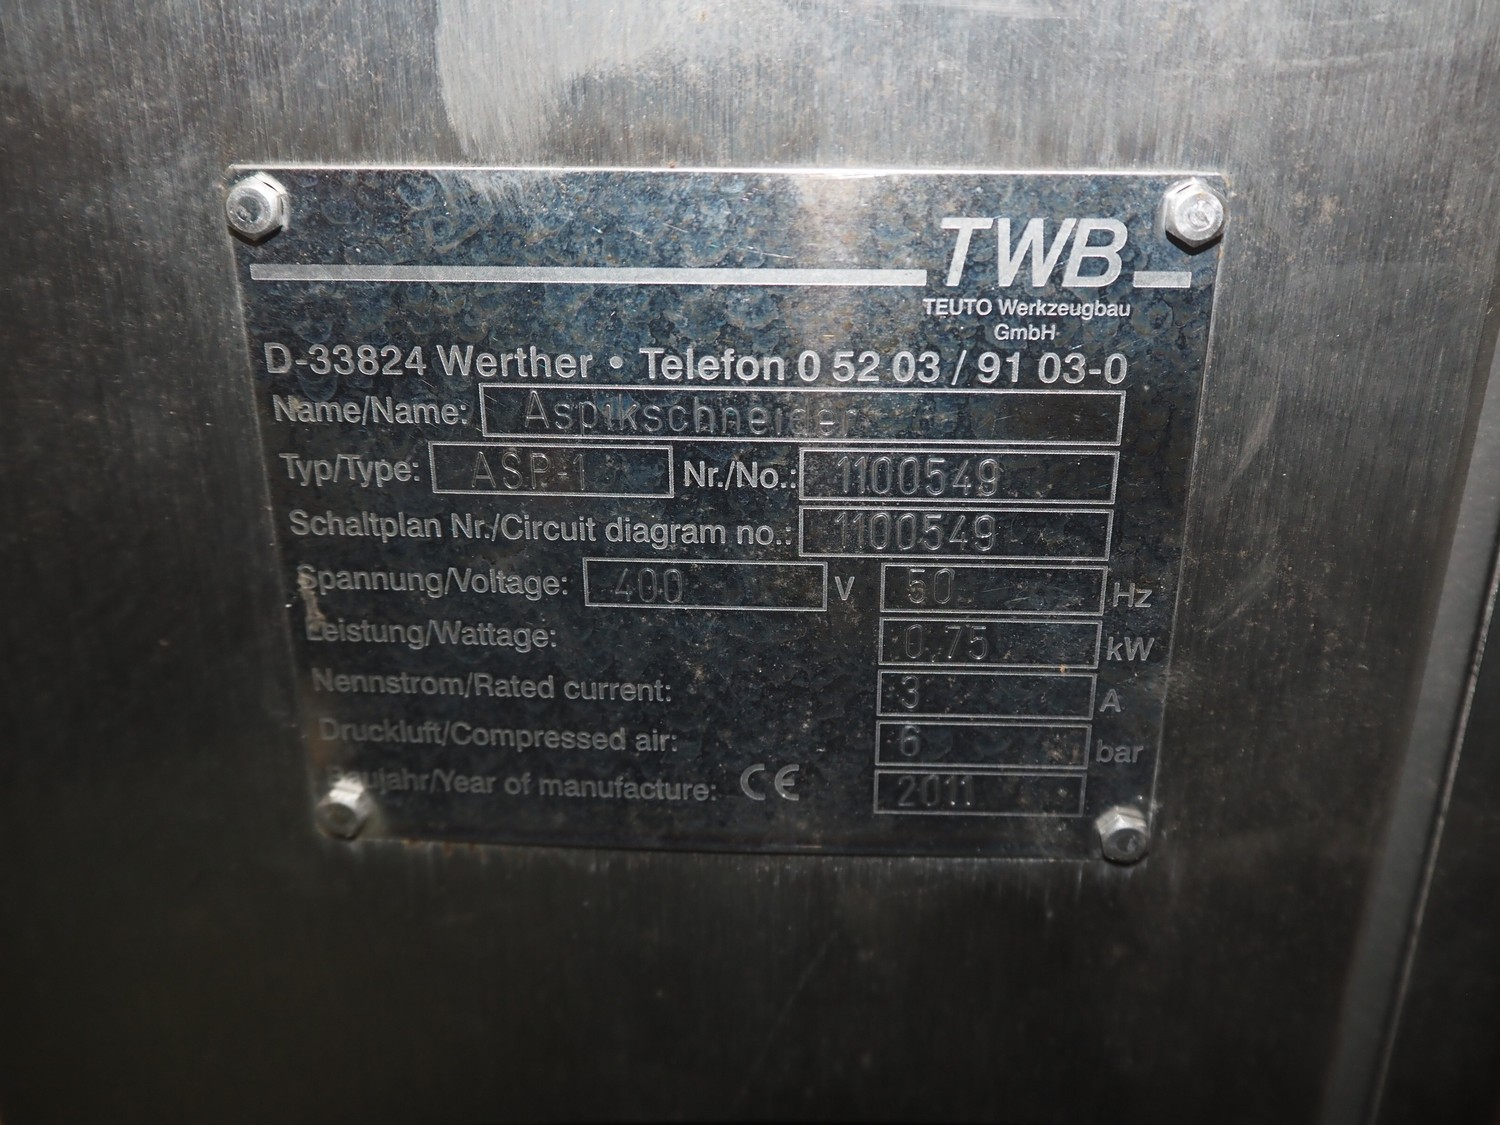 TWB
TEUTO Werkzeugbau
GmbH
D-33824 Werther • Telefon 0 52 03 / 91 03-0
Name/Name: Aspikschneider
Typ/Type: ASP-1 Nr./No.: 1100549
Schaltplan Nr./Circuit diagram no.: 1100549
Spannung/Voltage: 400 V 50 Hz
Leistung/Wattage: 0,75 kW
Nennstrom/Rated current: 3 A
Druckluft/Compressed air: 6 bar
Baujahr/Year of manufacture: CE 2011